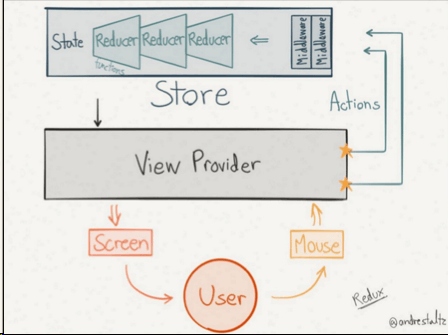 State
Reducer Reducer Reducer
functions
Middleware
Middleware
Store
Actions
View Provider
Screen
Mouse
User
Redux
@andrestaltz